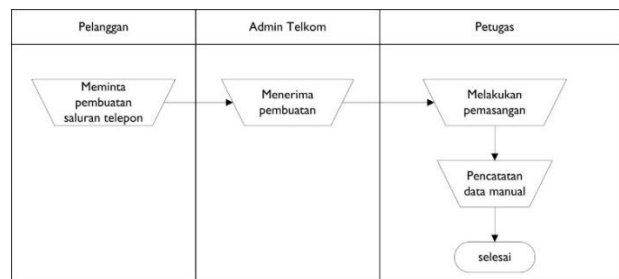 Pelanggan
Admin Telkom
Petugas
Meminta
pembuatan
saluran telepon
Menerima
pembuatan
Melakukan
pemasangan
Pencatatan
data manual
selesai